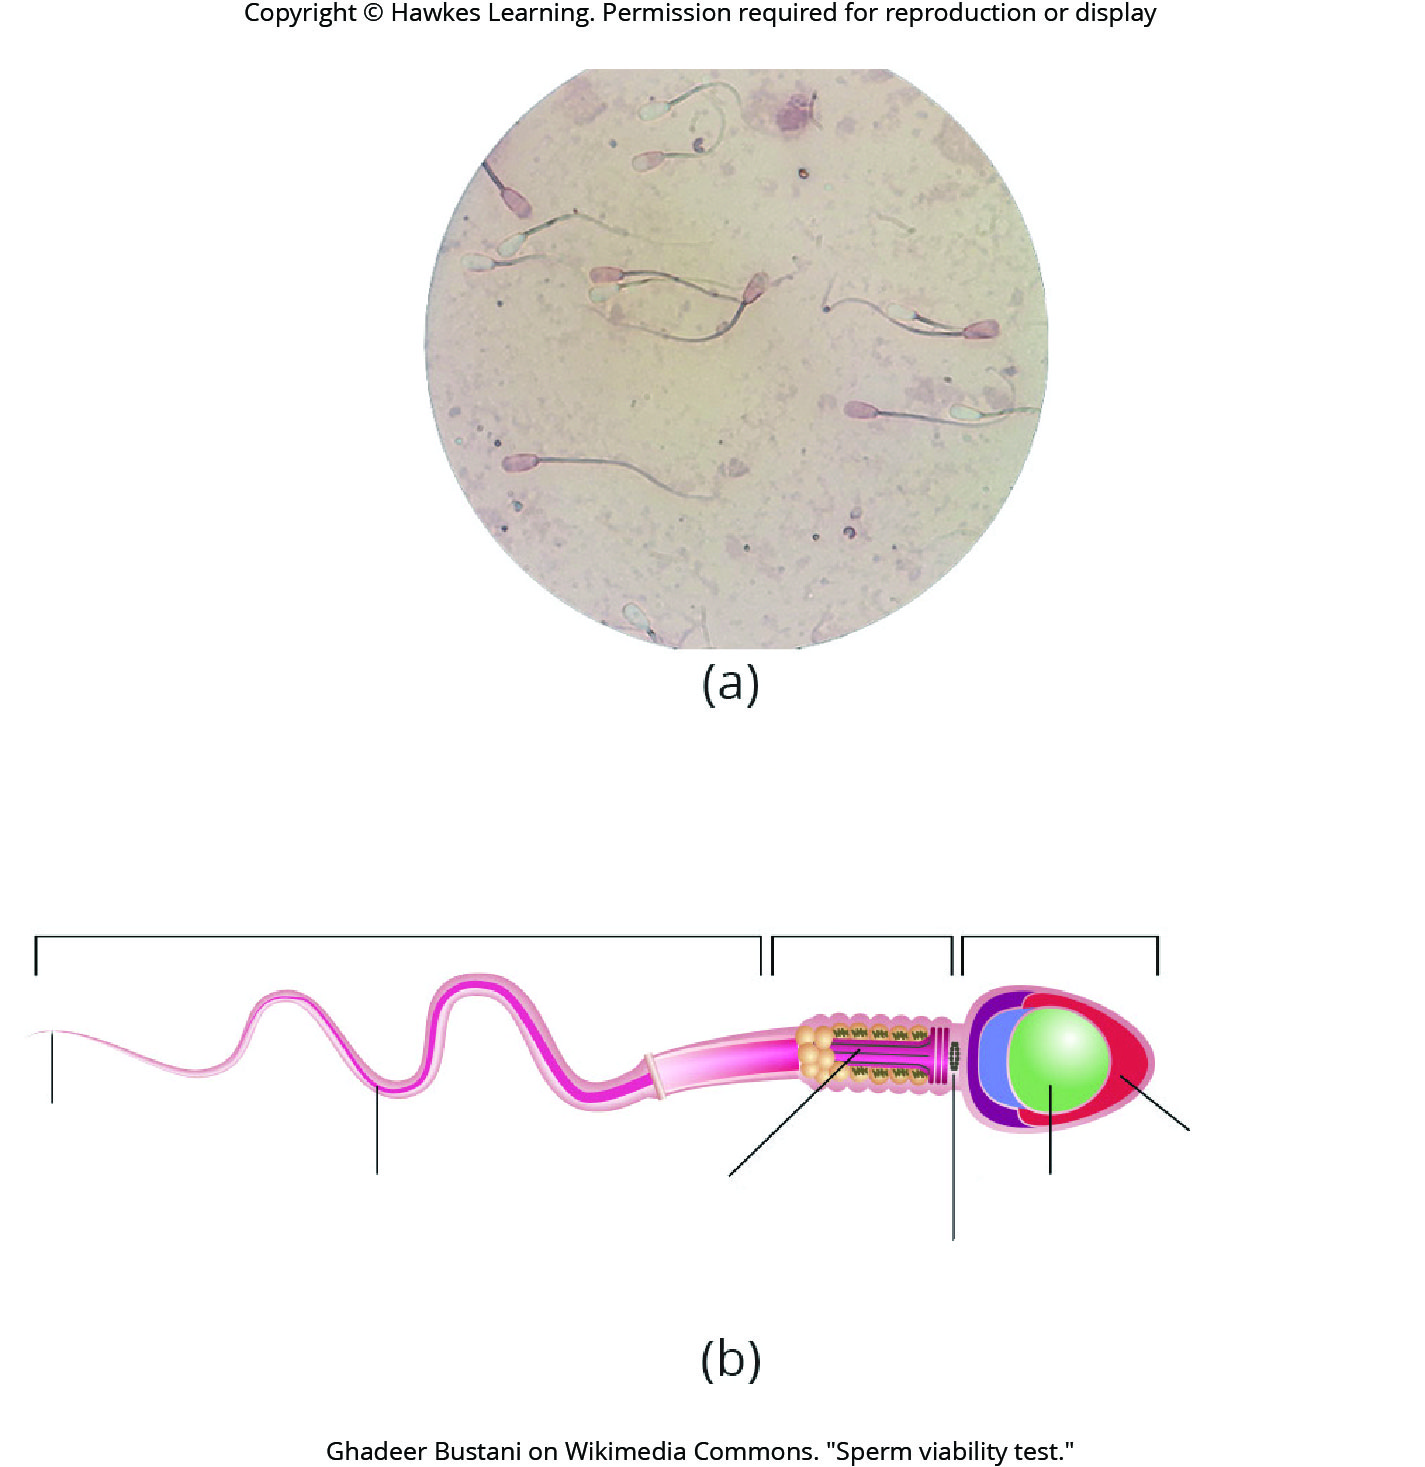 Copyright © Hawkes Learning. Permission required for reproduction or display
(a)
(b)
Ghadeer Bustani on Wikimedia Commons. "Sperm viability test."